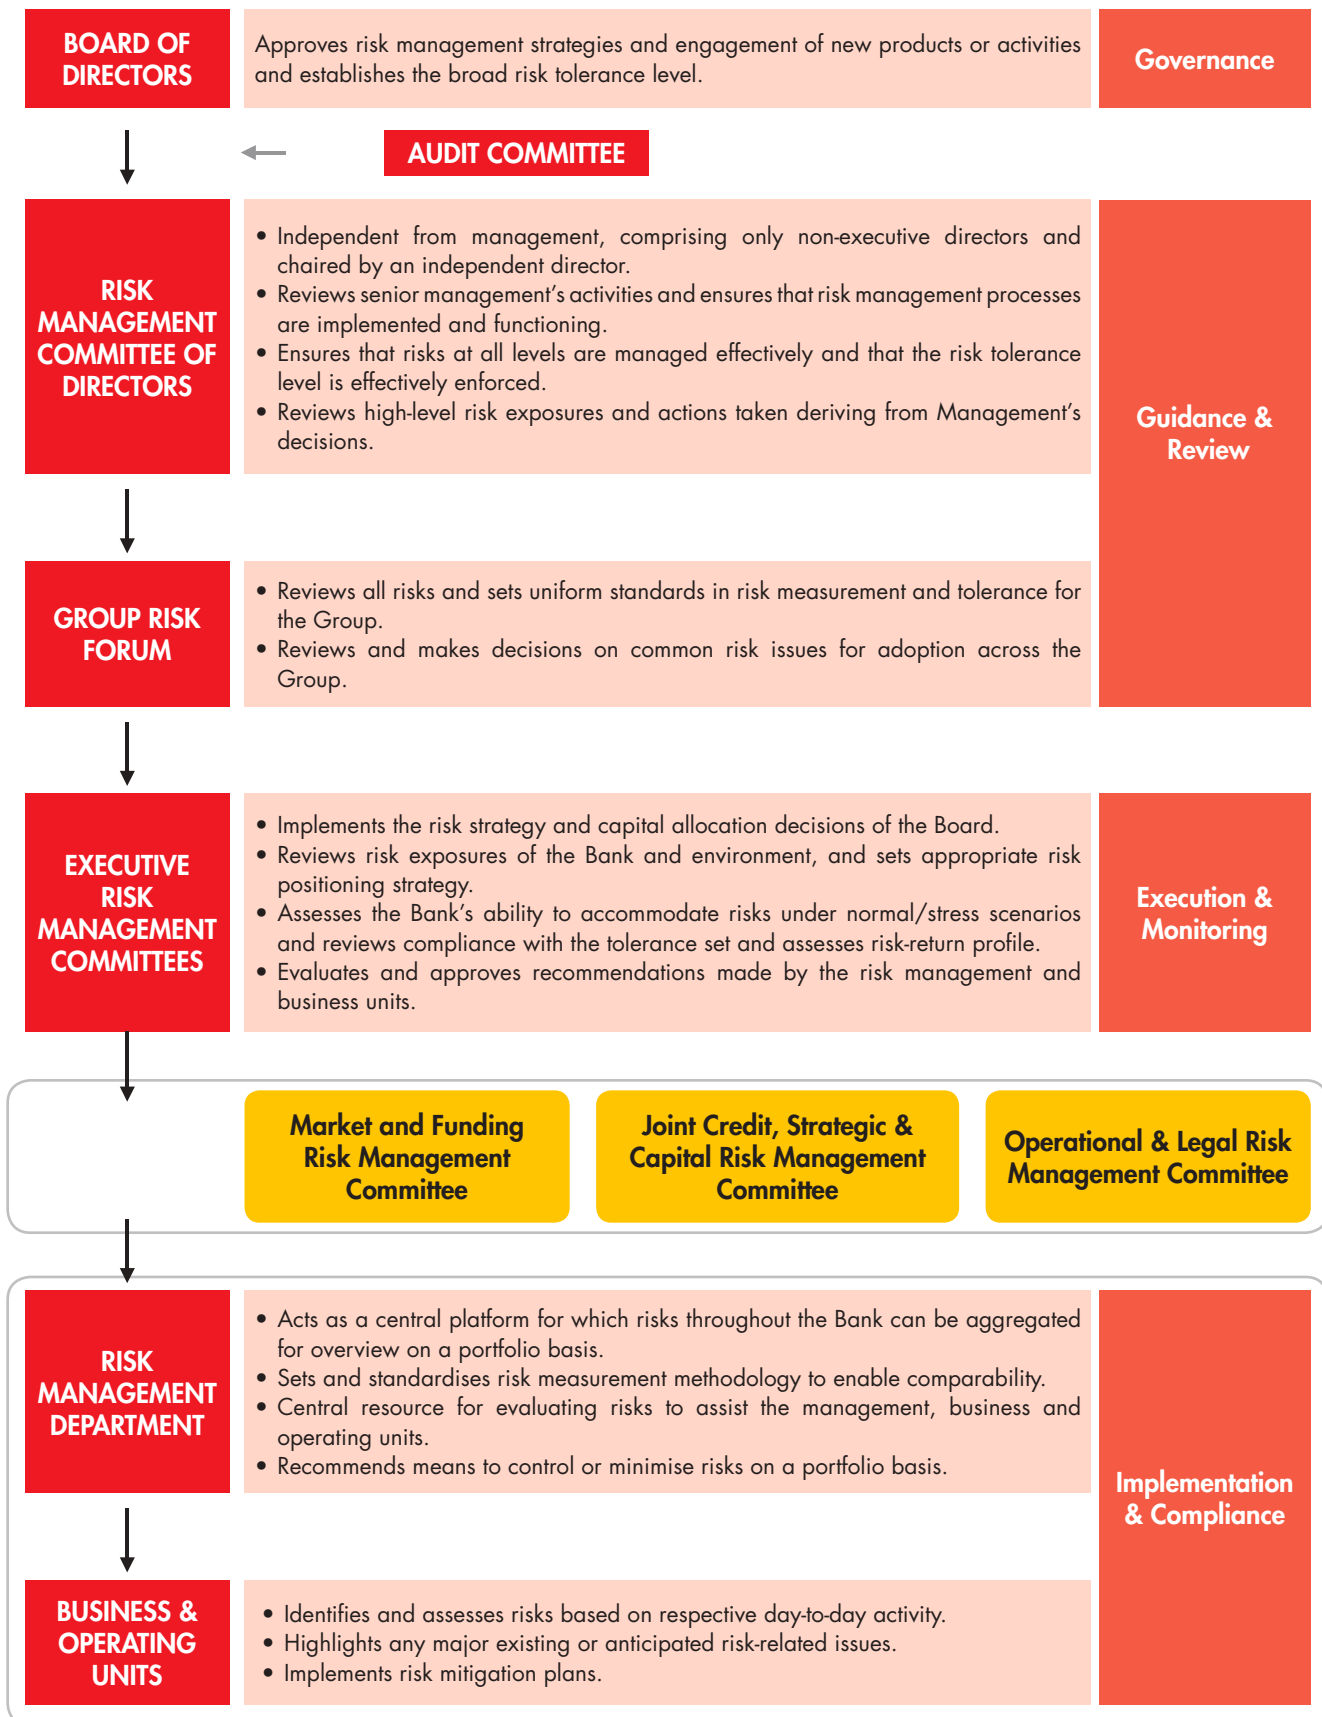 BOARD OF
DIRECTORS
Approves risk management strategies and engagement of new products or activities
and establishes the broad risk tolerance level.
Governance
AUDIT COMMITTEE
RISK
MANAGEMENT
COMMITTEE OF
DIRECTORS
• Independent from management, comprising only non-executive directors and
chaired by an independent director.
• Reviews senior management's activities and ensures that risk management processes
are implemented and functioning.
• Ensures that risks at all levels are managed effectively and that the risk tolerance
level is effectively enforced.
• Reviews high-level risk exposures and actions taken deriving from Management's
decisions.
Guidance &
Review
GROUP RISK
FORUM
• Reviews all risks and sets uniform standards in risk measurement and tolerance for
the Group.
• Reviews and makes decisions on common risk issues for adoption across the
Group.
EXECUTIVE
RISK
MANAGEMENT
COMMITTEES
• Implements the risk strategy and capital allocation decisions of the Board.
• Reviews risk exposures of the Bank and environment, and sets appropriate risk
positioning strategy.
• Assesses the Bank's ability to accommodate risks under normal/stress scenarios
and reviews compliance with the tolerance set and assesses risk-return profile.
• Evaluates and approves recommendations made by the risk management and
business units.
Execution &
Monitoring
Market and Funding
Risk Management
Committee
Joint Credit, Strategic &
Capital Risk Management
Committee
Operational & Legal Risk
Management Committee
RISK
MANAGEMENT
DEPARTMENT
• Acts as a central platform for which risks throughout the Bank can be aggregated
for overview on a portfolio basis.
• Sets and standardises risk measurement methodology to enable comparability.
• Central resource for evaluating risks to assist the management, business and
operating units.
• Recommends means to control or minimise risks on a portfolio basis.
Implementation
& Compliance
BUSINESS &
OPERATING
UNITS
• Identifies and assesses risks based on respective day-to-day activity.
• Highlights any major existing or anticipated risk-related issues.
• Implements risk mitigation plans.